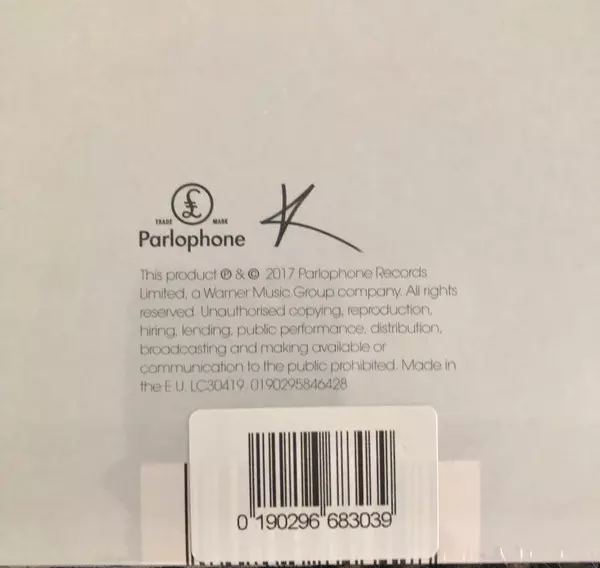 TRADE £ MARK
Parlophone K
This product ℗ & © 2017 Parlophone Records
Limited, a Warner Music Group company. All rights
reserved. Unauthorised copying, reproduction,
hiring, lending, public performance, distribution,
broadcasting and making available or
communication to the public prohibited. Made in
the E.U. LC30419. 0190295846428
0 190296 683039